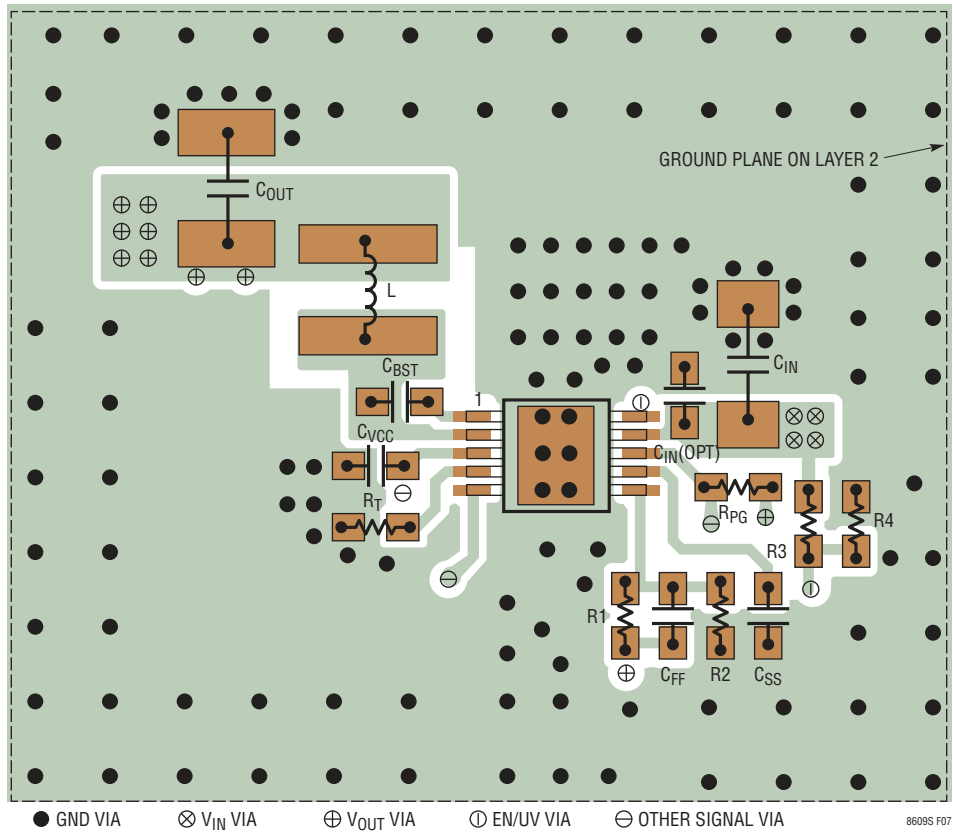 GROUND PLANE ON LAYER 2
COUT
L
CBST
CIN
1
CVCC
CIN(OPT)
RT
RPG
R3
R4
R1
CFF
R2
CSS
GND VIA VIN VIA VOUT VIA EN/UV VIA OTHER SIGNAL VIA
8609S F07